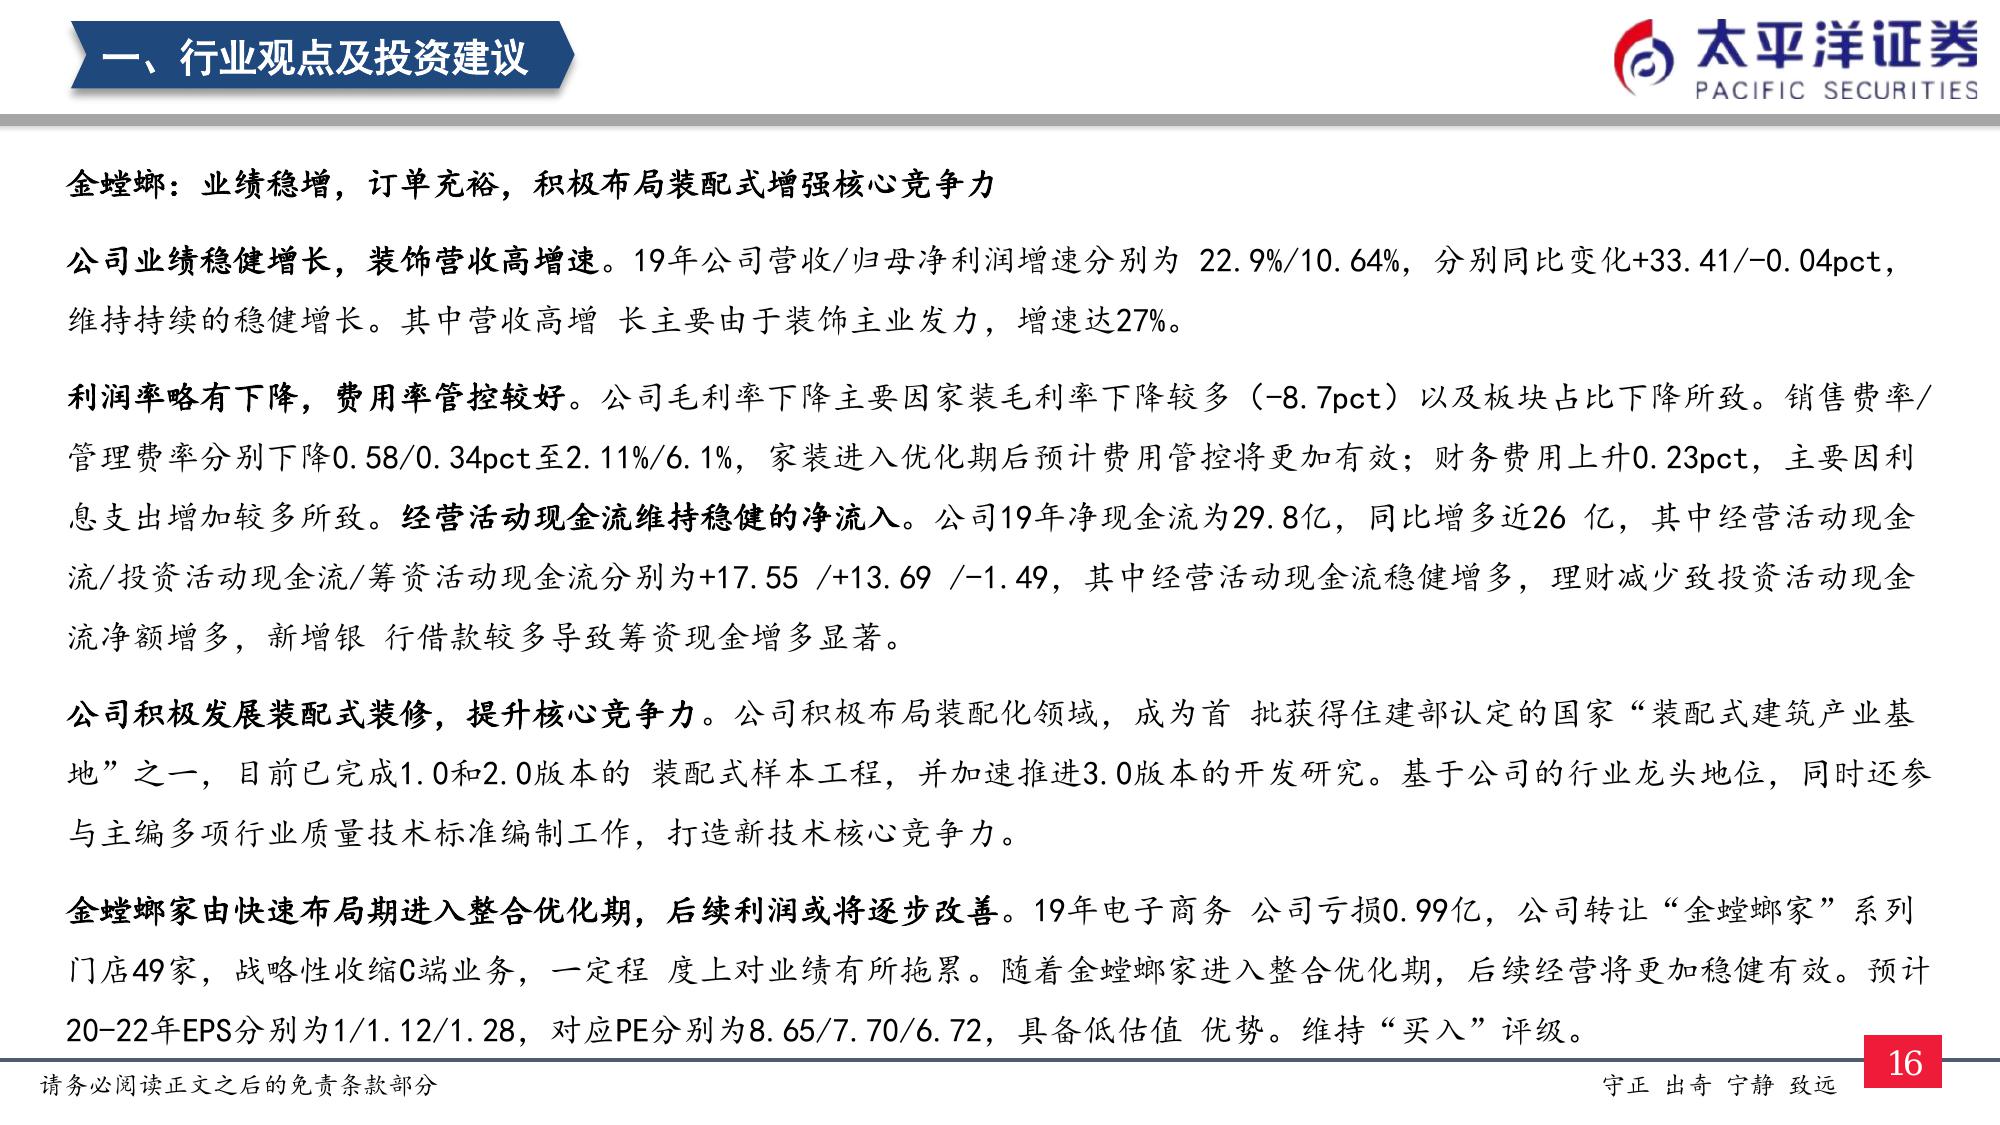 一、行业观点及投资建议
太平洋证券
PACIFIC SECURITIES
金螳螂：业绩稳增，订单充裕，积极布局装配式增强核心竞争力
公司业绩稳健增长，装饰营收高增速。19年公司营收/归母净利润增速分别为 22.9%/10.64%，分别同比变化+33.41/-0.04pct，
维持持续的稳健增长。其中营收高增 长主要由于装饰主业发力，增速达27%。
利润率略有下降，费用率管控较好。公司毛利率下降主要因家装毛利率下降较多（-8.7pct）以及板块占比下降所致。销售费率/
管理费率分别下降0.58/0.34pct至2.11%/6.1%，家装进入优化期后预计费用管控将更加有效；财务费用上升0.23pct，主要因利
息支出增加较多所致。经营活动现金流维持稳健的净流入。公司19年净现金流为29.8亿，同比增多近26 亿，其中经营活动现金
流/投资活动现金流/筹资活动现金流分别为+17.55 /+13.69 /-1.49，其中经营活动现金流稳健增多，理财减少致投资活动现金
流净额增多，新增银 行借款较多导致筹资现金增多显著。
公司积极发展装配式装修，提升核心竞争力。公司积极布局装配化领域，成为首 批获得住建部认定的国家“装配式建筑产业基
地”之一，目前已完成1.0和2.0版本的 装配式样本工程，并加速推进3.0版本的开发研究。基于公司的行业龙头地位，同时还参
与主编多项行业质量技术标准编制工作，打造新技术核心竞争力。
金螳螂家由快速布局期进入整合优化期，后续利润或将逐步改善。19年电子商务 公司亏损0.99亿，公司转让“金螳螂家”系列
门店49家，战略性收缩C端业务，一定程 度上对业绩有所拖累。随着金螳螂家进入整合优化期，后续经营将更加稳健有效。预计
20-22年EPS分别为1/1.12/1.28，对应PE分别为8.65/7.70/6.72，具备低估值 优势。维持“买入”评级。
请务必阅读正文之后的免责条款部分
守正 出奇 宁静 致远
16